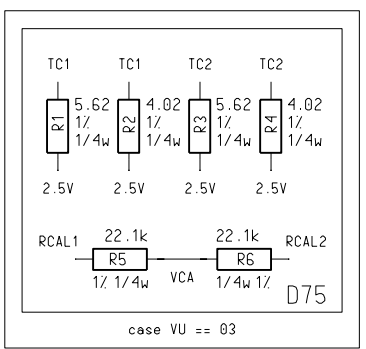 TC1 TC1 TC2 TC2
R1 5.62 1% 1/4w
R2 4.02 1% 1/4w
R3 5.62 1% 1/4w
R4 4.02 1% 1/4w
2.5V 2.5V 2.5V 2.5V
22.1k 22.1k
RCAL1 R5 R6 RCAL2
1% 1/4w VCA 1/4w 1%
D75
case VU == 03